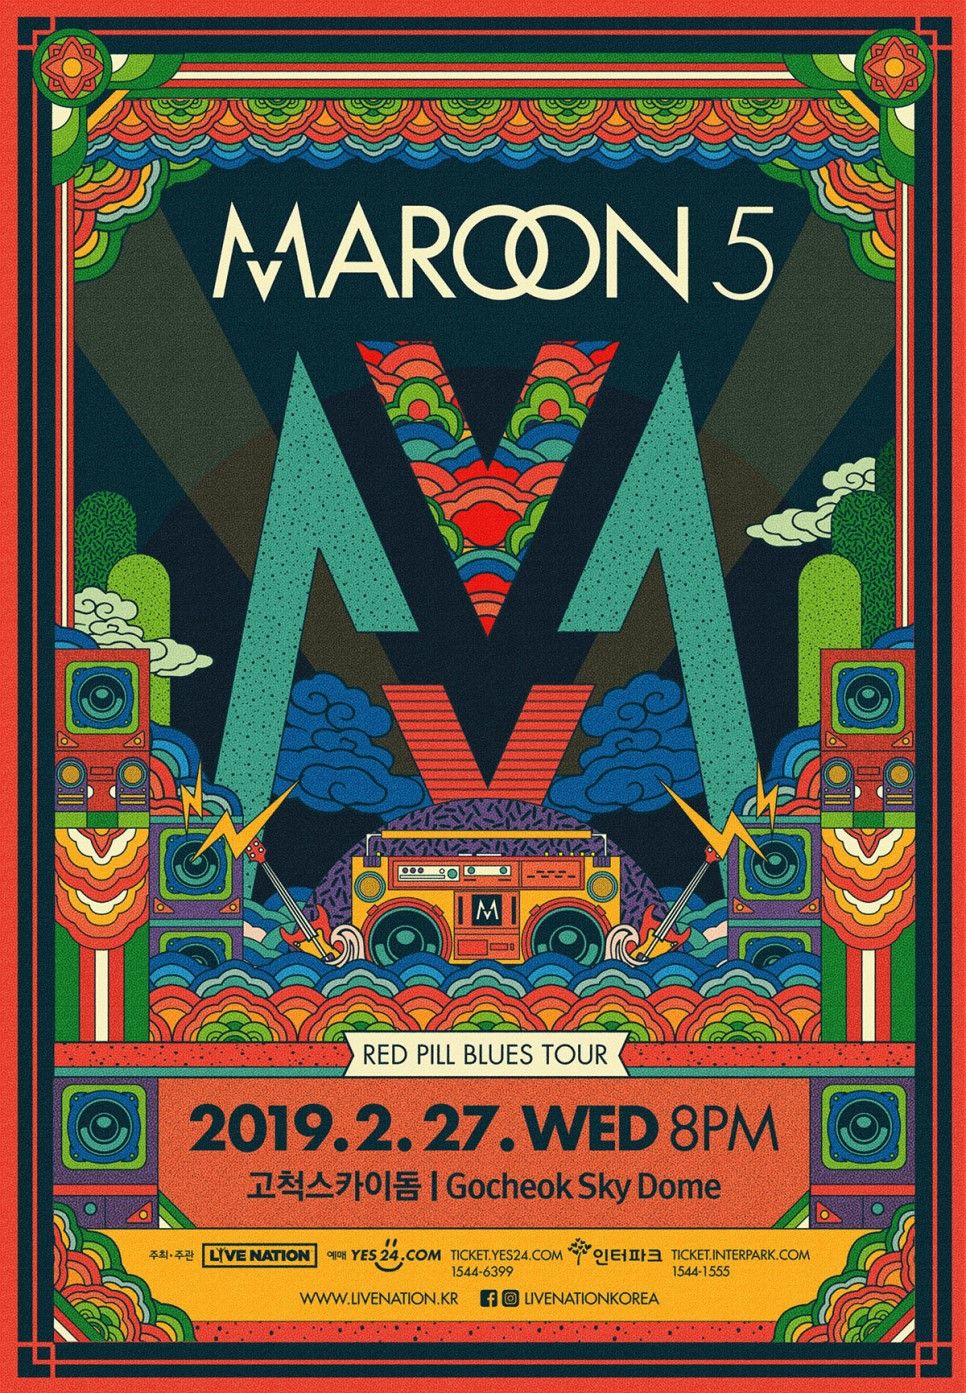 MAROON 5
M
RED PILL BLUES TOUR
2019.2.27.WED 8PM
고척스카이돔 | Gocheok Sky Dome
주최·주관 LIVE NATION 예매 YES24.COM TICKET.YES24.COM 인터파크 TICKET.INTERPARK.COM
1544-6399 1544-1555
WWW.LIVENATION.KR LIVENATIONKOREA